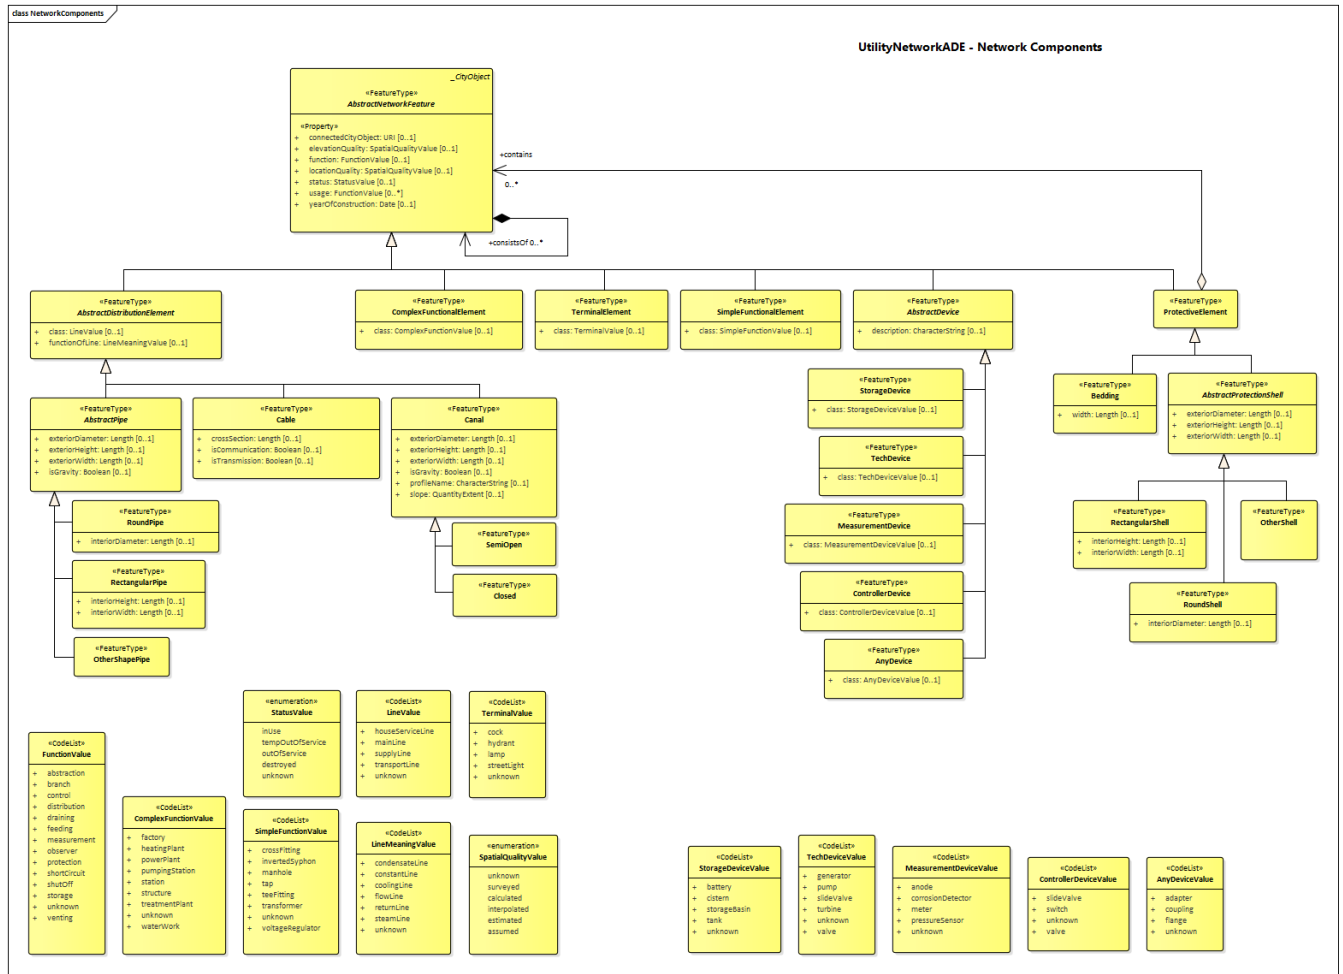 class NetworkComponents
UtilityNetworkADE - Network Components
_CityObject
«FeatureType»
AbstractNetworkFeature
«Property»
+ connectedCityObject: URI [0..1]
+ elevationQuality: SpatialQualityValue [0..1]
+ function: FunctionValue [0..1]
+ locationQuality: SpatialQualityValue [0..1]
+ status: StatusValue [0..1]
+ usage: FunctionValue [0..*]
+ yearOfConstruction: Date [0..1]
+contains
0..*
+consistsOf 0..*
«FeatureType»
AbstractDistributionElement
+ class: LineValue [0..1]
+ functionOfLine: LineMeaningValue [0..1]
«FeatureType»
ComplexFunctionalElement
+ class: ComplexFunctionValue [0..1]
«FeatureType»
TerminalElement
+ class: TerminalValue [0..1]
«FeatureType»
SimpleFunctionalElement
+ class: SimpleFunctionValue [0..1]
«FeatureType»
AbstractDevice
+ description: CharacterString [0..1]
«FeatureType»
ProtectiveElement
«FeatureType»
AbstractPipe
+ exteriorDiameter: Length [0..1]
+ exteriorHeight: Length [0..1]
+ exteriorWidth: Length [0..1]
+ isGravity: Boolean [0..1]
«FeatureType»
Cable
+ crossSection: Length [0..1]
+ isCommunication: Boolean [0..1]
+ isTransmission: Boolean [0..1]
«FeatureType»
Canal
+ exteriorDiameter: Length [0..1]
+ exteriorHeight: Length [0..1]
+ exteriorWidth: Length [0..1]
+ isGravity: Boolean [0..1]
+ profileName: CharacterString [0..1]
+ slope: QuantityExtent [0..1]
«FeatureType»
RoundPipe
+ interiorDiameter: Length [0..1]
«FeatureType»
RectangularPipe
+ interiorHeight: Length [0..1]
+ interiorWidth: Length [0..1]
«FeatureType»
OtherShapePipe
«FeatureType»
SemiOpen
«FeatureType»
Closed
«FeatureType»
StorageDevice
+ class: StorageDeviceValue [0..1]
«FeatureType»
TechDevice
+ class: TechDeviceValue [0..1]
«FeatureType»
MeasurementDevice
+ class: MeasurementDeviceValue [0..1]
«FeatureType»
ControllerDevice
+ class: ControllerDeviceValue [0..1]
«FeatureType»
AnyDevice
+ class: AnyDeviceValue [0..1]
«FeatureType»
Bedding
+ width: Length [0..1]
«FeatureType»
AbstractProtectionShell
+ exteriorDiameter: Length [0..1]
+ exteriorHeight: Length [0..1]
+ exteriorWidth: Length [0..1]
«FeatureType»
RectangularShell
+ interiorHeight: Length [0..1]
+ interiorWidth: Length [0..1]
«FeatureType»
OtherShell
«FeatureType»
RoundShell
+ interiorDiameter: Length [0..1]
«CodeList»
FunctionValue
+ abstraction
+ branch
+ control
+ distribution
+ draining
+ feeding
+ measurement
+ observer
+ protection
+ shortCircuit
+ shutOff
+ storage
+ unknown
+ venting
«CodeList»
ComplexFunctionValue
+ factory
+ heatingPlant
+ powerPlant
+ pumpingStation
+ station
+ structure
+ treatmentPlant
+ unknown
+ waterWork
«enumeration»
StatusValue
inUse
tempOutOfService
outOfService
destroyed
unknown
«CodeList»
LineValue
+ houseServiceLine
+ mainLine
+ supplyLine
+ transportLine
+ unknown
«CodeList»
TerminalValue
+ cock
+ hydrant
+ lamp
+ streetLight
+ unknown
«CodeList»
SimpleFunctionValue
+ crossFitting
+ invertedSyphon
+ manhole
+ tap
+ teeFitting
+ transformer
+ unknown
+ voltageRegulator
«CodeList»
LineMeaningValue
+ condensateLine
+ constantLine
+ coolingLine
+ flowLine
+ returnLine
+ steamLine
+ unknown
«enumeration»
SpatialQualityValue
unknown
surveyed
calculated
interpolated
estimated
assumed
«CodeList»
StorageDeviceValue
+ battery
+ cistern
+ storageBasin
+ tank
+ unknown
«CodeList»
TechDeviceValue
+ generator
+ pump
+ slideValve
+ turbine
+ unknown
+ valve
«CodeList»
MeasurementDeviceValue
+ anode
+ corrosionDetector
+ meter
+ pressureSensor
+ unknown
«CodeList»
ControllerDeviceValue
+ slideValve
+ switch
+ unknown
+ valve
«CodeList»
AnyDeviceValue
+ adapter
+ coupling
+ flange
+ unknown